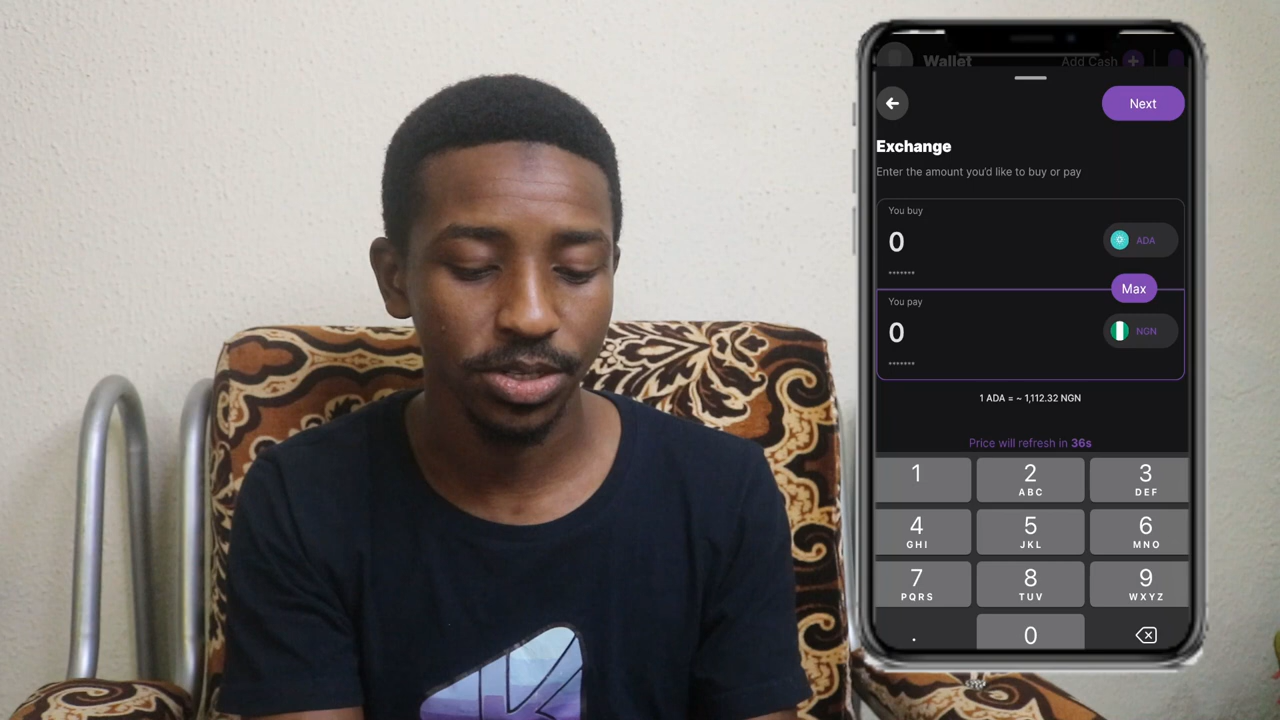 Wallet
Add Cash
Next
Exchange
Enter the amount you'd like to buy or pay
You buy
0
ADA
*******
Max
You pay
0
NGN
*******
1 ADA = ~ 1,112.32 NGN
Price will refresh in 36s
1
2
ABC
3
DEF
4
GHI
5
JKL
6
MNO
7
PQRS
8
TUV
9
WXYZ
.
0